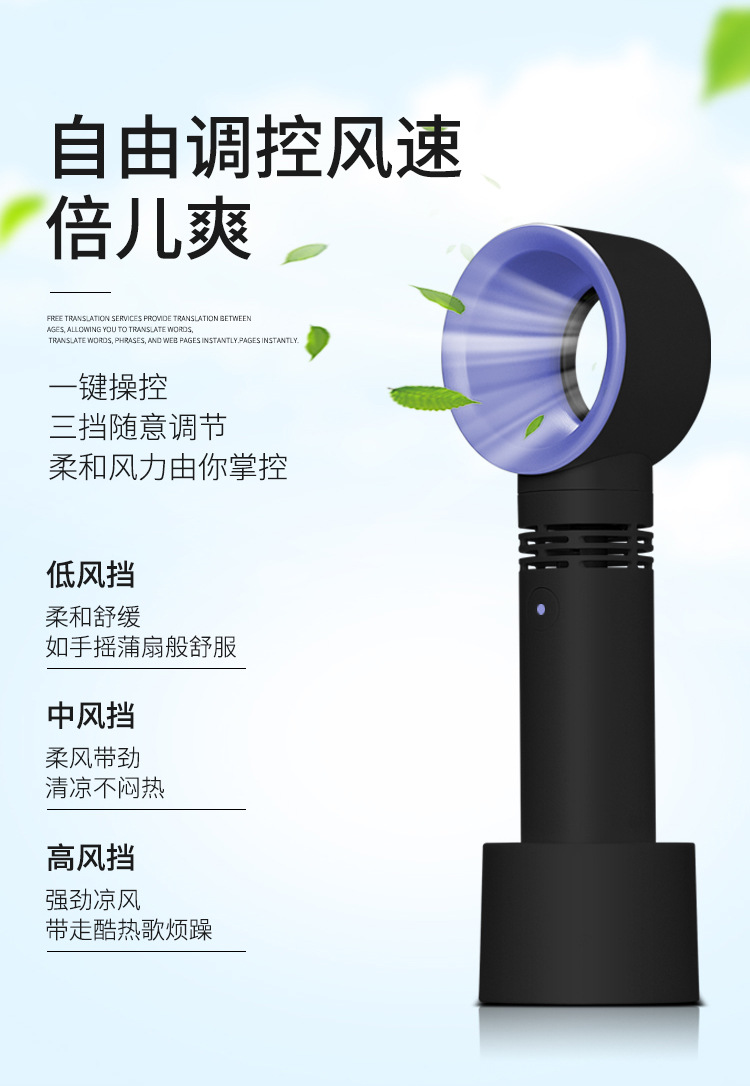 自由调控风速
倍儿爽
FREE TRANSLATION SERVICES PROVIDE TRANSLATION BETWEEN
AGES, ALLOWING YOU TO TRANSLATE WORDS,
TRANSLATE WORDS, PHRASES, AND WEB PAGES INSTANTLY.PAGES INSTANTLY.
一键操控
三挡随意调节
柔和风力由你掌控
低风挡
柔和舒缓
如手摇蒲扇般舒服
中风挡
柔风带劲
清凉不闷热
高风挡
强劲凉风
带走酷热歌烦躁